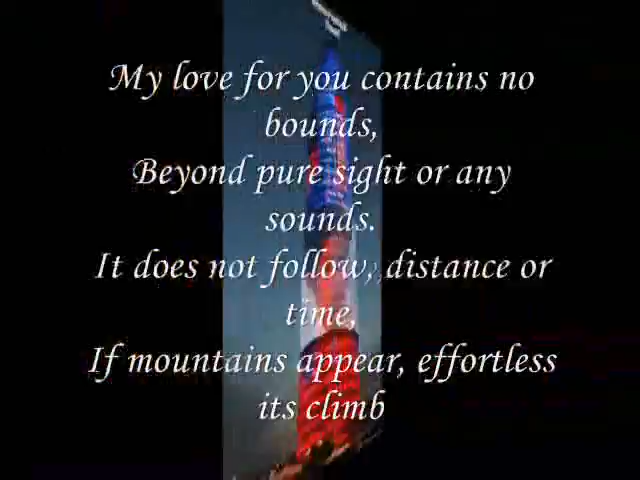 My love for you contains no
bounds,
Beyond pure sight or any
sounds.
It does not follow, distance or
time,
If mountains appear, effortless
its climb